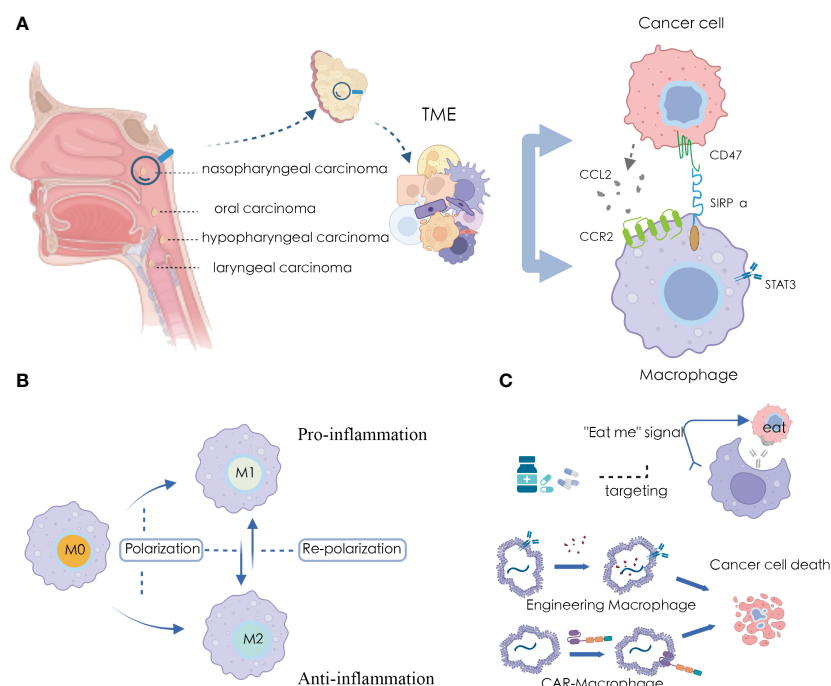 A
Cancer cell
TME
nasopharyngeal carcinoma
oral carcinoma
hypopharyngeal carcinoma
laryngeal carcinoma
CD47
CCL2
SIRP α
CCR2
STAT3
Macrophage
B
Pro-inflammation
M1
M0
Polarization
Re-polarization
M2
Anti-inflammation
C
"Eat me" signal
eat
targeting
Cancer cell death
Engineering Macrophage
CAR-Macrophage